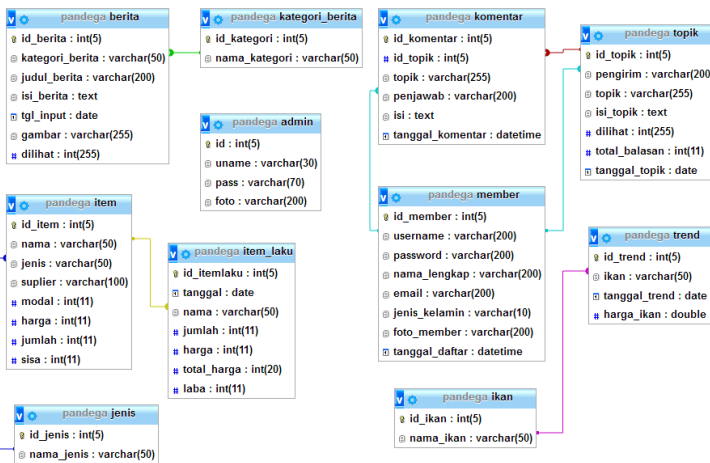 pandega berita
id_berita : int(5)
kategori_berita : varchar(50)
judul_berita : varchar(200)
isi_berita : text
tgl_input : date
gambar : varchar(255)
dilihat : int(255)
pandega kategori_berita
id_kategori : int(5)
nama_kategori : varchar(50)
pandega admin
id : int(5)
uname : varchar(30)
pass : varchar(70)
foto : varchar(200)
pandega komentar
id_komentar : int(5)
id_topik : int(5)
topik : varchar(255)
penjawab : varchar(200)
isi : text
tanggal_komentar : datetime
pandega topik
id_topik : int(5)
pengirim : varchar(200)
topik : varchar(255)
isi_topik : text
dilihat : int(255)
total_balasan : int(11)
tanggal_topik : date
pandega item
id_item : int(5)
nama : varchar(50)
jenis : varchar(50)
suplier : varchar(100)
modal : int(11)
harga : int(11)
jumlah : int(11)
sisa : int(11)
pandega item_laku
id_itemlaku : int(5)
tanggal : date
nama : varchar(50)
jumlah : int(11)
harga : int(11)
total_harga : int(20)
laba : int(11)
pandega member
id_member : int(5)
username : varchar(200)
password : varchar(200)
nama_lengkap : varchar(200)
email : varchar(200)
jenis_kelamin : varchar(10)
foto_member : varchar(200)
tanggal_daftar : datetime
pandega trend
id_trend : int(5)
ikan : varchar(50)
tanggal_trend : date
harga_ikan : double
pandega jenis
id_jenis : int(5)
nama_jenis : varchar(50)
pandega ikan
id_ikan : int(5)
nama_ikan : varchar(50)